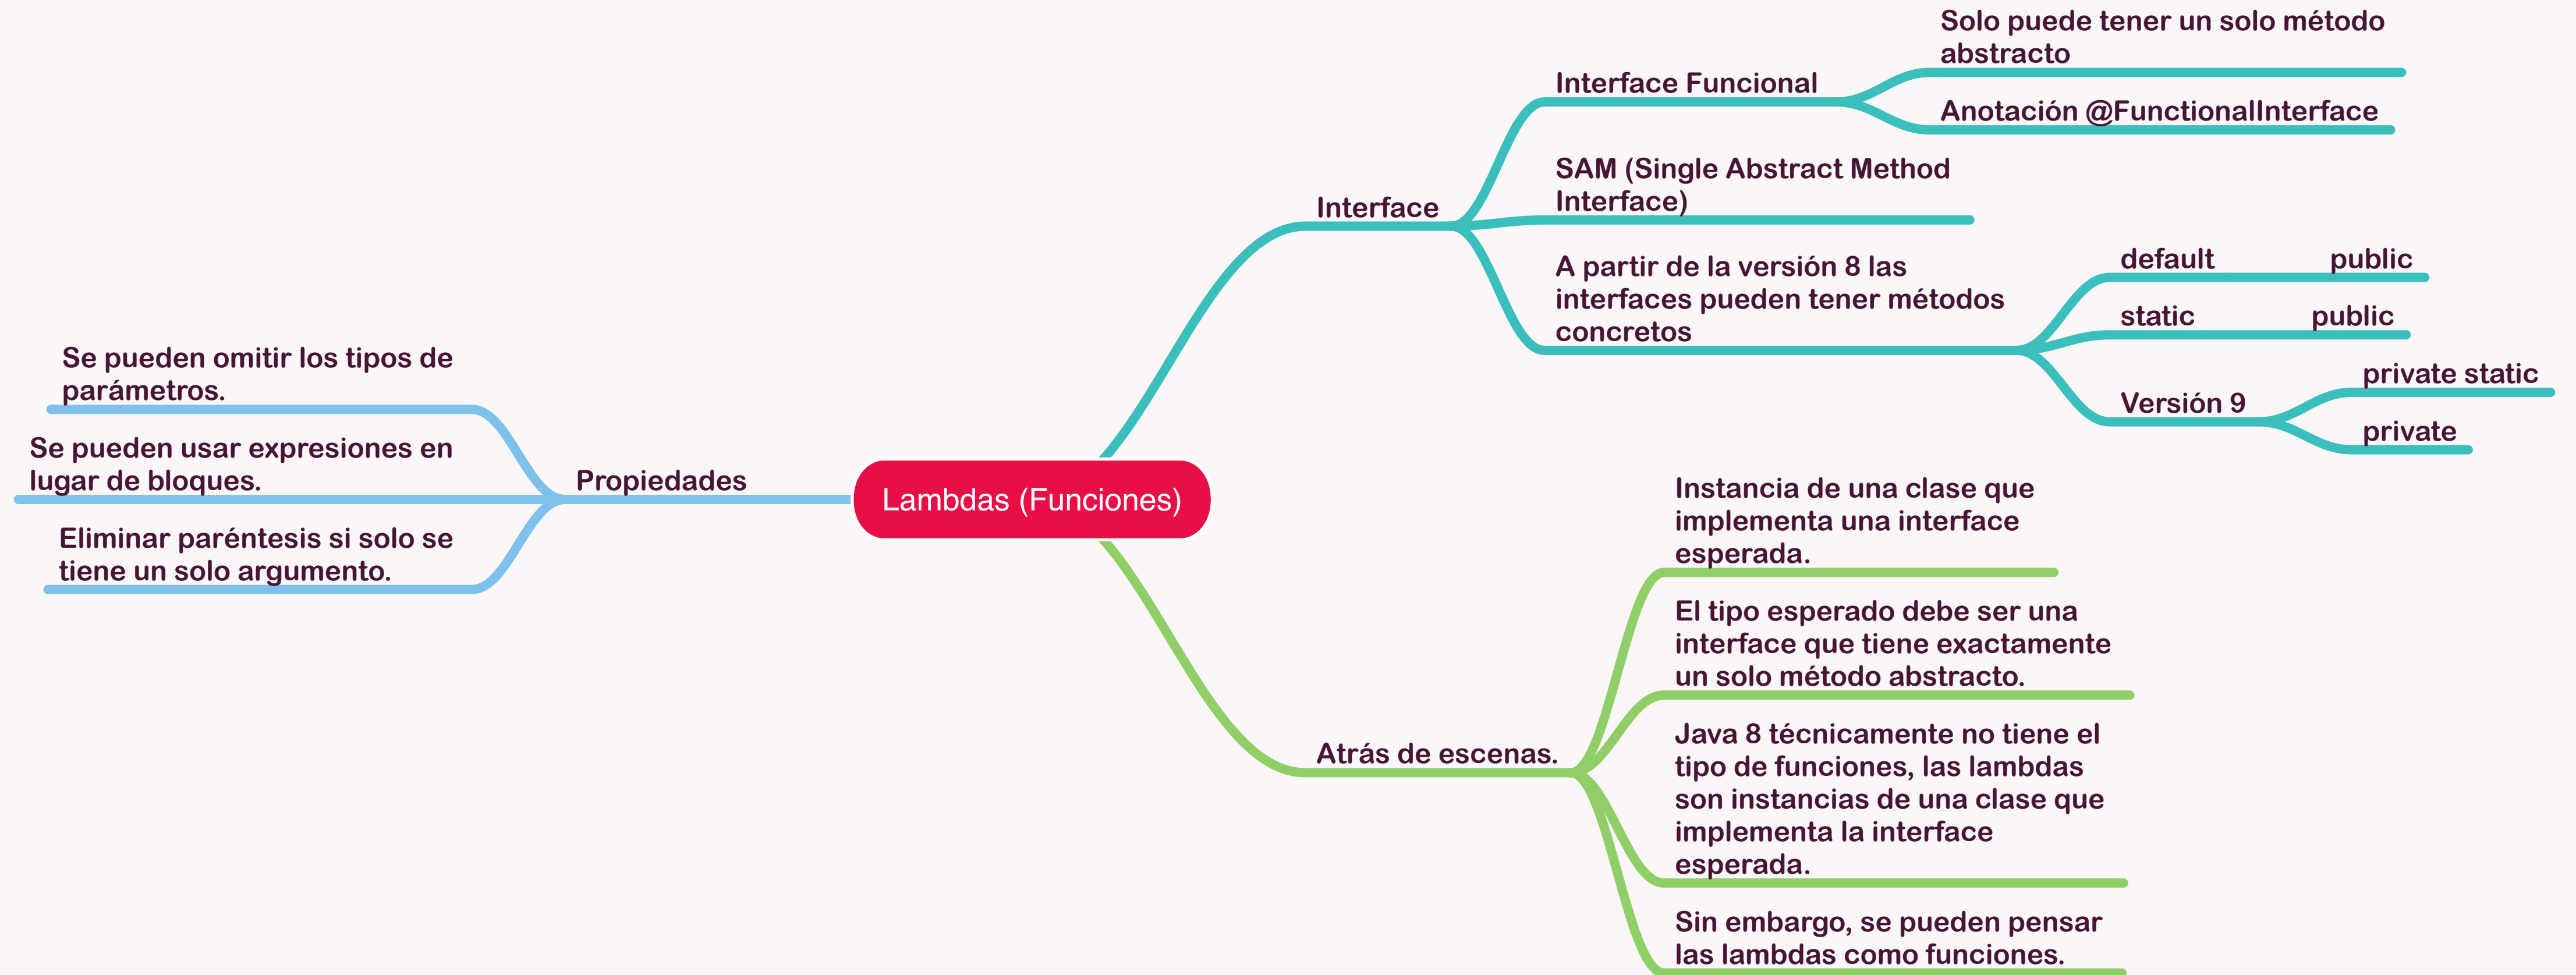 Lambdas (Funciones)
Interface
Interface Funcional
Solo puede tener un solo método
abstracto
Anotación @FunctionalInterface
SAM (Single Abstract Method
Interface)
A partir de la versión 8 las
interfaces pueden tener métodos
concretos
default public
static public
Versión 9
private static
private
Atrás de escenas.
Instancia de una clase que
implementa una interface
esperada.
El tipo esperado debe ser una
interface que tiene exactamente
un solo método abstracto.
Java 8 técnicamente no tiene el
tipo de funciones, las lambdas
son instancias de una clase que
implementa la interface
esperada.
Sin embargo, se pueden pensar
las lambdas como funciones.
Propiedades
Se pueden omitir los tipos de
parámetros.
Se pueden usar expresiones en
lugar de bloques.
Eliminar paréntesis si solo se
tiene un solo argumento.